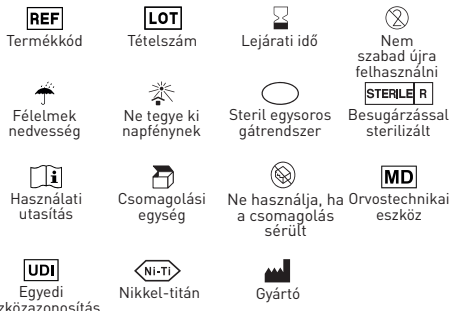 REF
Termékkód
LOT
Tételszám
Lejárati idő
2
Nem
szabad újra
felhasználni
Félelmek
nedvesség
Ne tegye ki
napfénynek
Steril egysoros
gátrendszer
STERILE R
Besugárzással
sterilizált
i
Használati
utasítás
Csomagolási
egység
Ne használja, ha
a csomagolás
sérült
MD
Orvostechnikai
eszköz
UDI
Egyedi
zközazonosítás
Ni-Ti
Nikkel-titán
Gyártó